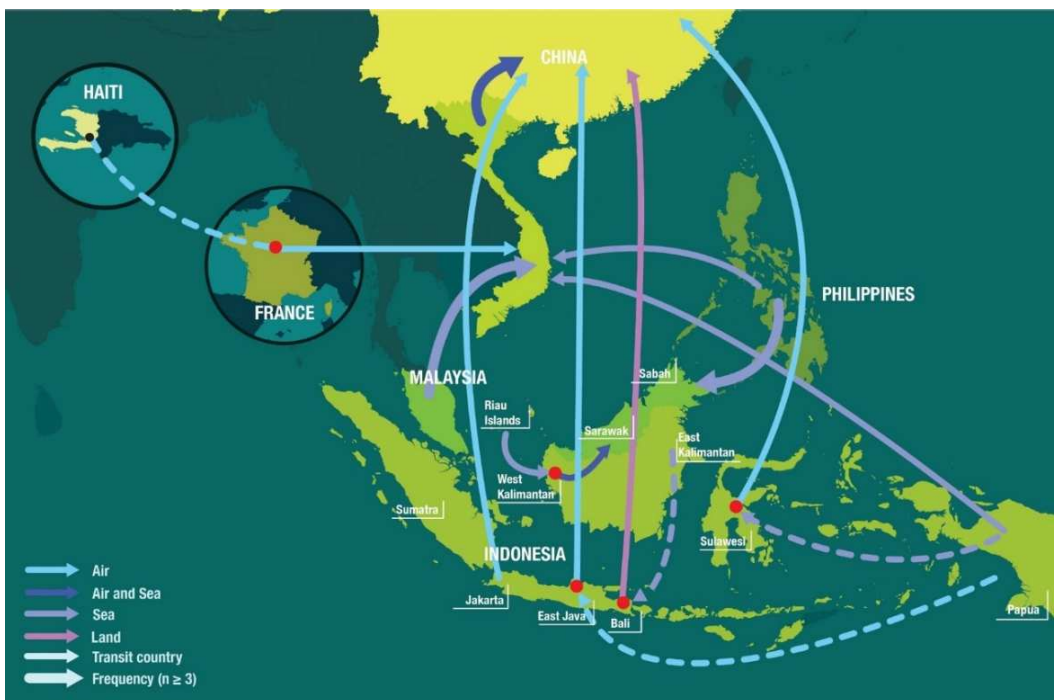 CHINA
HAITI
FRANCE
PHILIPPINES
MALAYSIA
Sabah
Riau
Islands
Sarawak
East
Kalimantan
West
Kalimantan
Sumatra
Sulawesi
INDONESIA
Jakarta
East Java
Bali
Papua
Air
Air and Sea
Sea
Land
Transit country
Frequency (n ≥ 3)